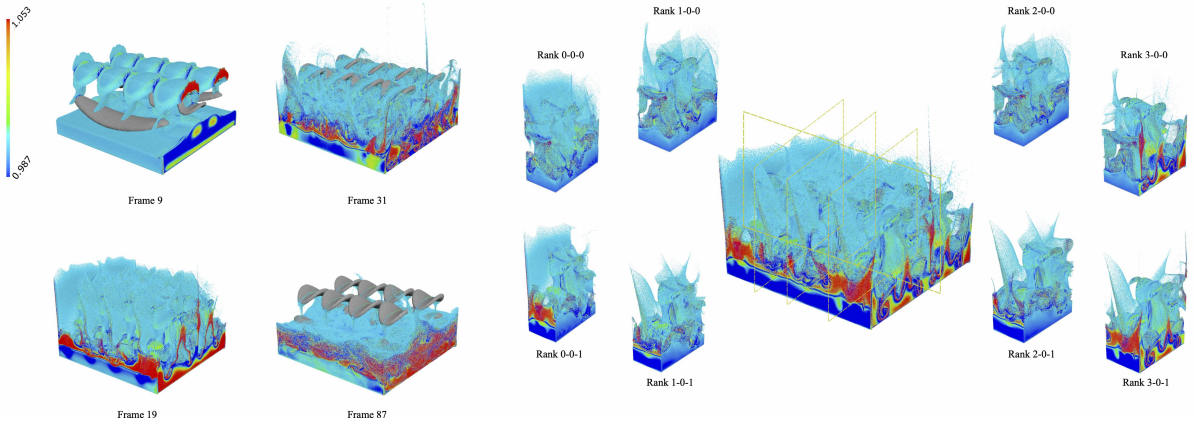 1.053
0.987
Frame 9
Frame 31
Frame 19
Frame 87
Rank 0-0-0
Rank 1-0-0
Rank 2-0-0
Rank 3-0-0
Rank 0-0-1
Rank 1-0-1
Rank 2-0-1
Rank 3-0-1